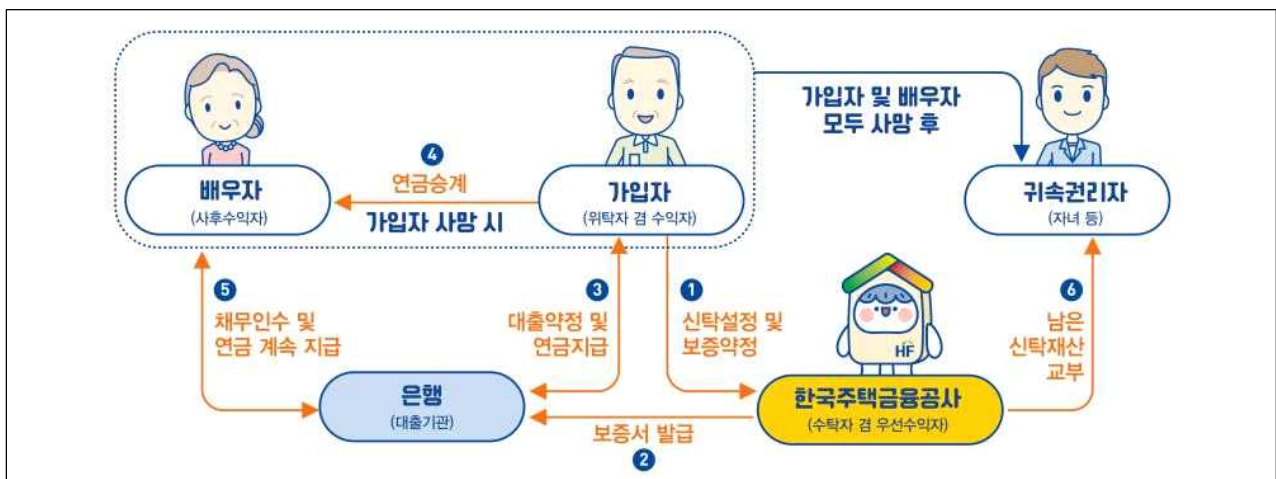 가입자 및 배우자
모두 사망 후
배우자
(사후수익자)
4
연금승계
가입자 사망 시
가입자
(위탁자 겸 수익자)
귀속권리자
(자녀 등)
5
채무인수 및
연금 계속 지급
3
대출약정 및
연금지급
1
신탁설정 및
보증약정
HF
6
남은
신탁재산
교부
은행
(대출기관)
보증서 발급
2
한국주택금융공사
(수탁자 겸 우선수익자)